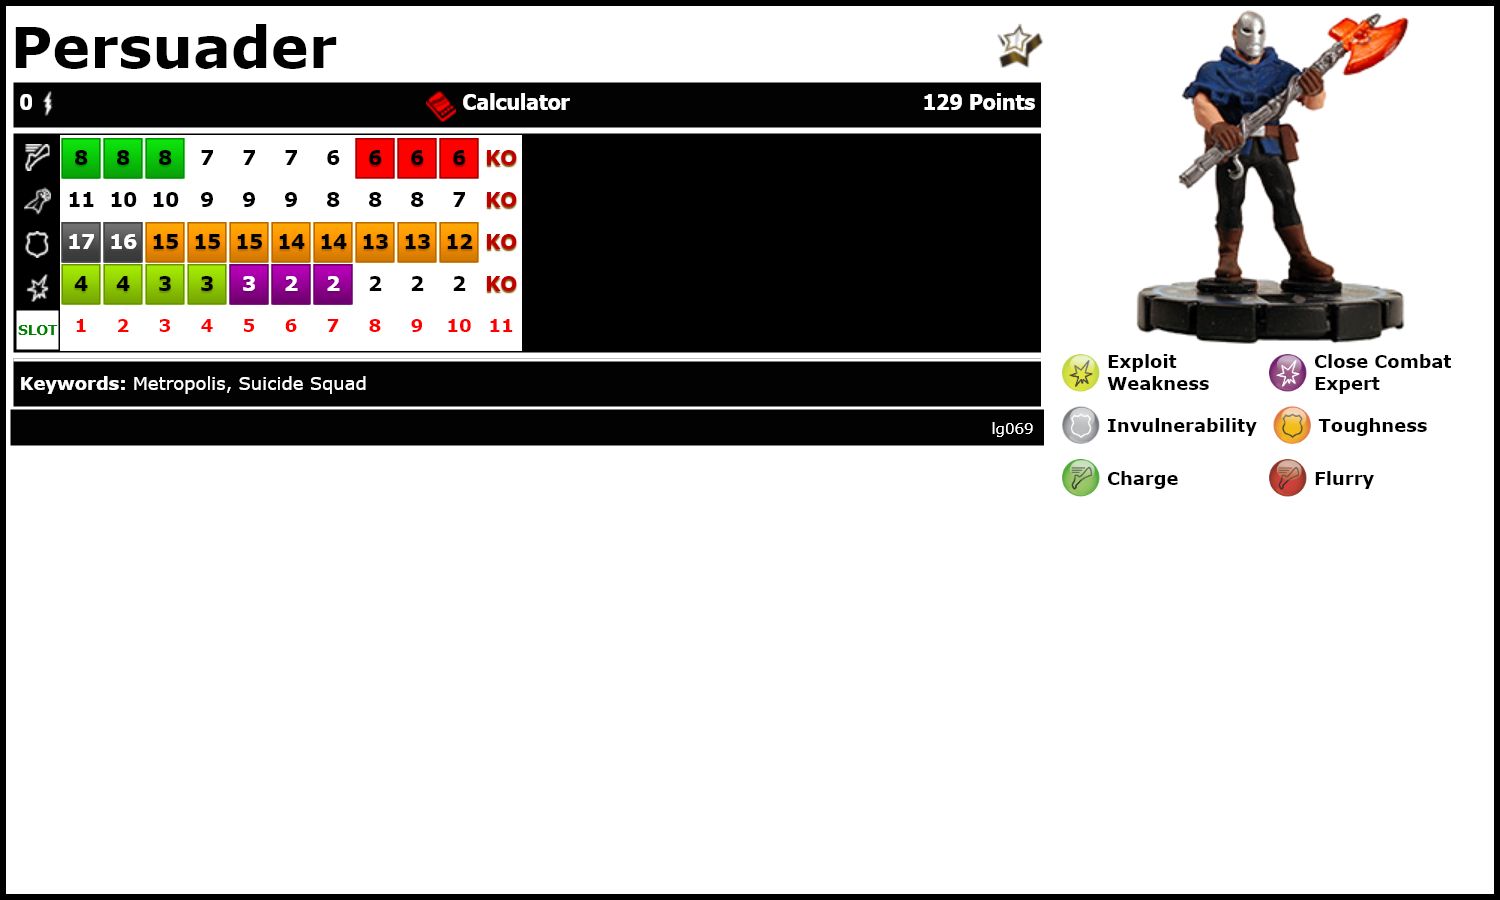 Persuader
0 Calculator 129 Points
8 8 8 7 7 7 6 6 6 6 KO
11 10 10 9 9 9 8 8 8 7 KO
17 16 15 15 15 14 14 13 13 12 KO
4 4 3 3 3 2 2 2 2 2 KO
SLOT 1 2 3 4 5 6 7 8 9 10 11
Keywords: Metropolis, Suicide Squad
lg069
Exploit
Weakness
Close Combat
Expert
Invulnerability
Toughness
Charge
Flurry